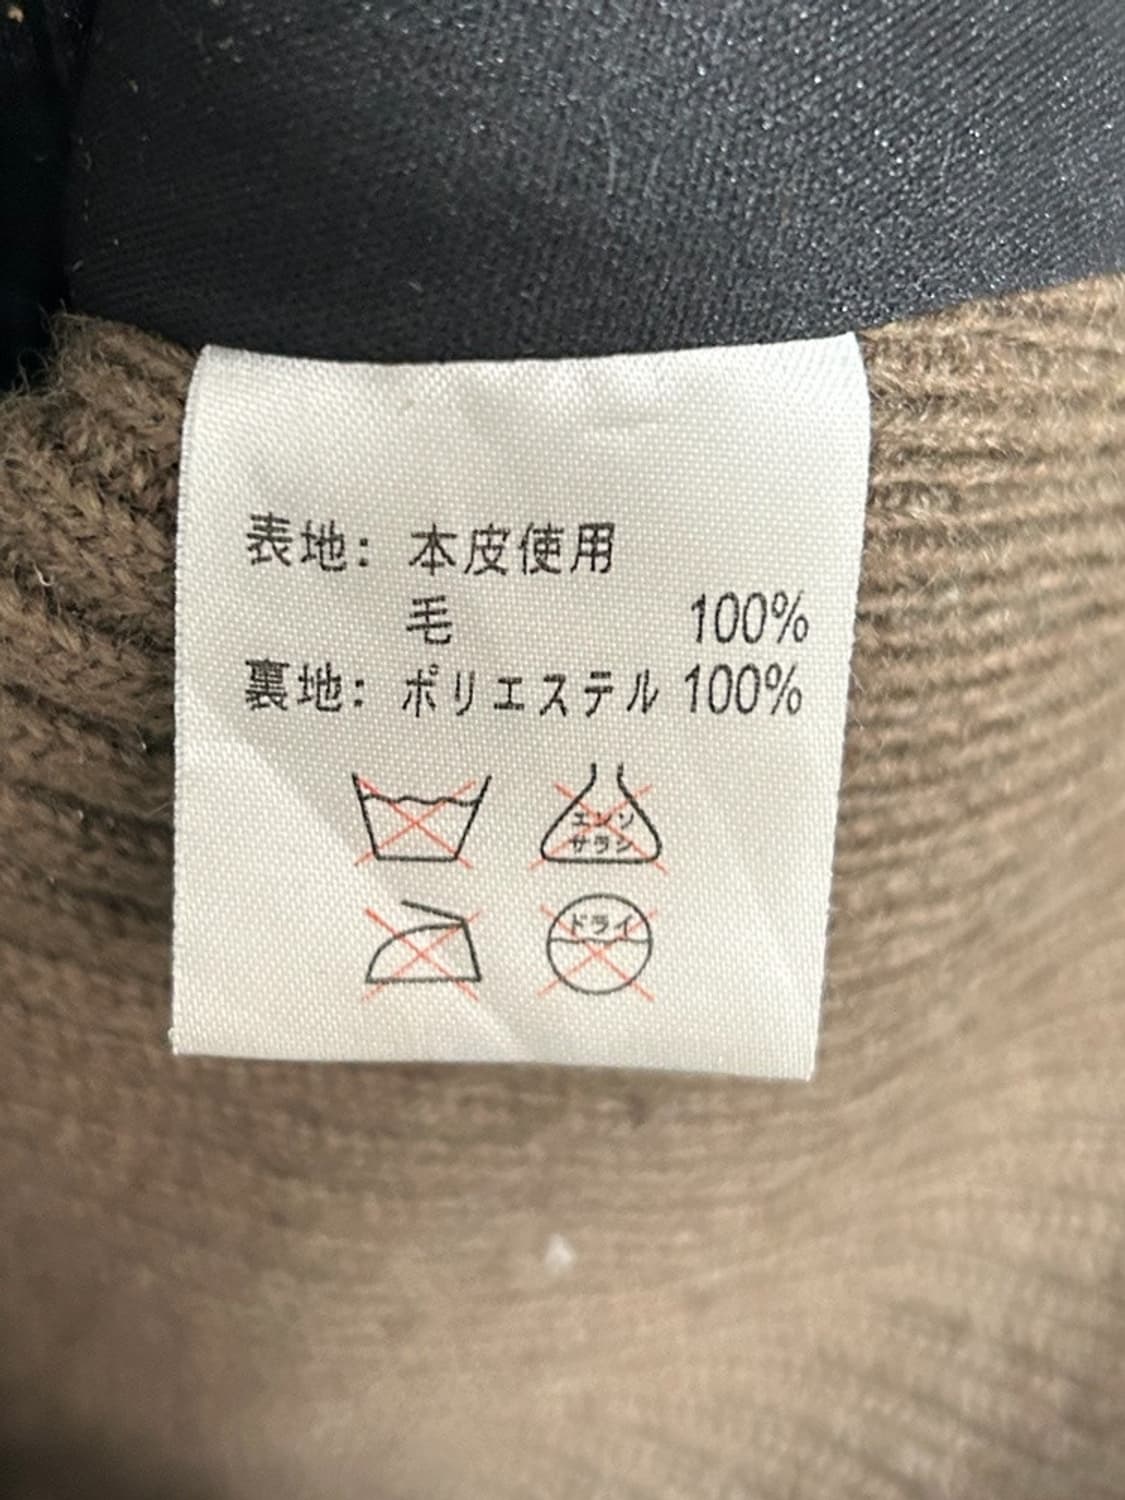 表地： 本皮使用
毛 100%
裏地： ポリエステル 100%
エンソ
サラシ
ドライ